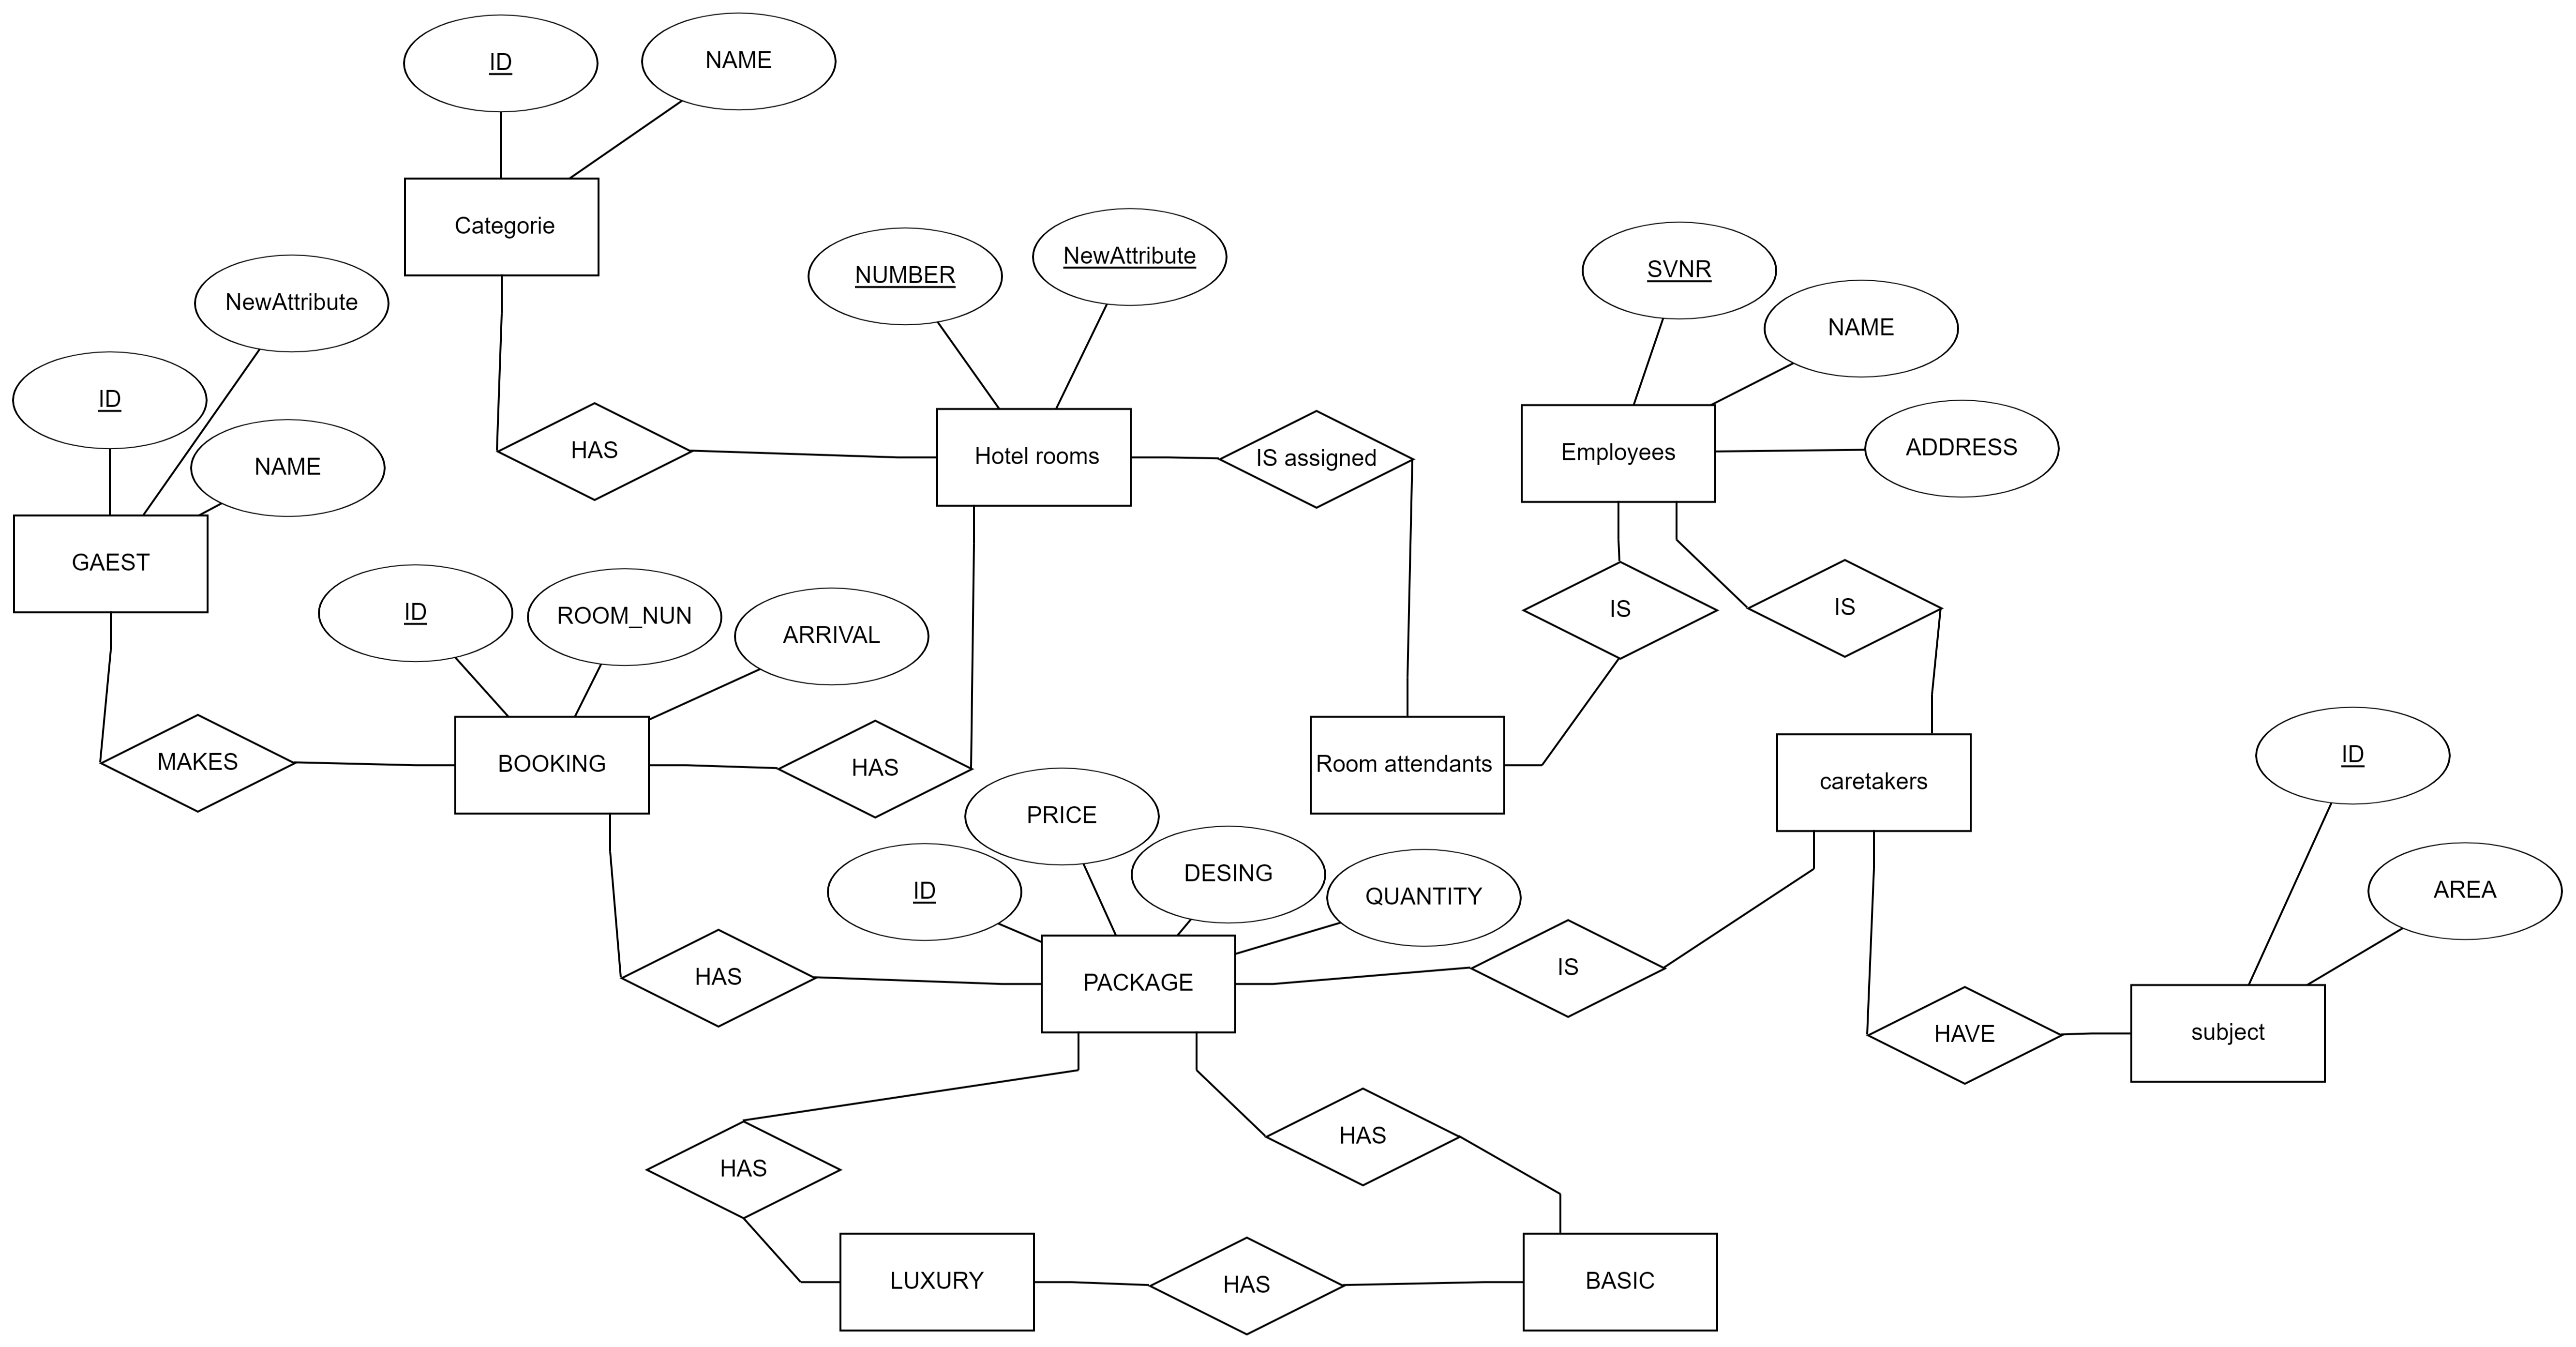 ID
NAME
Categorie
NewAttribute
NUMBER
NewAttribute
SVNR
NAME
ID
NAME
HAS
Hotel rooms
IS assigned
Employees
ADDRESS
GAEST
ID
ROOM_NUN
ARRIVAL
IS
IS
MAKES
BOOKING
HAS
Room attendants
caretakers
ID
PRICE
ID
DESING
QUANTITY
AREA
HAS
PACKAGE
IS
HAVE
subject
HAS
HAS
LUXURY
HAS
BASIC